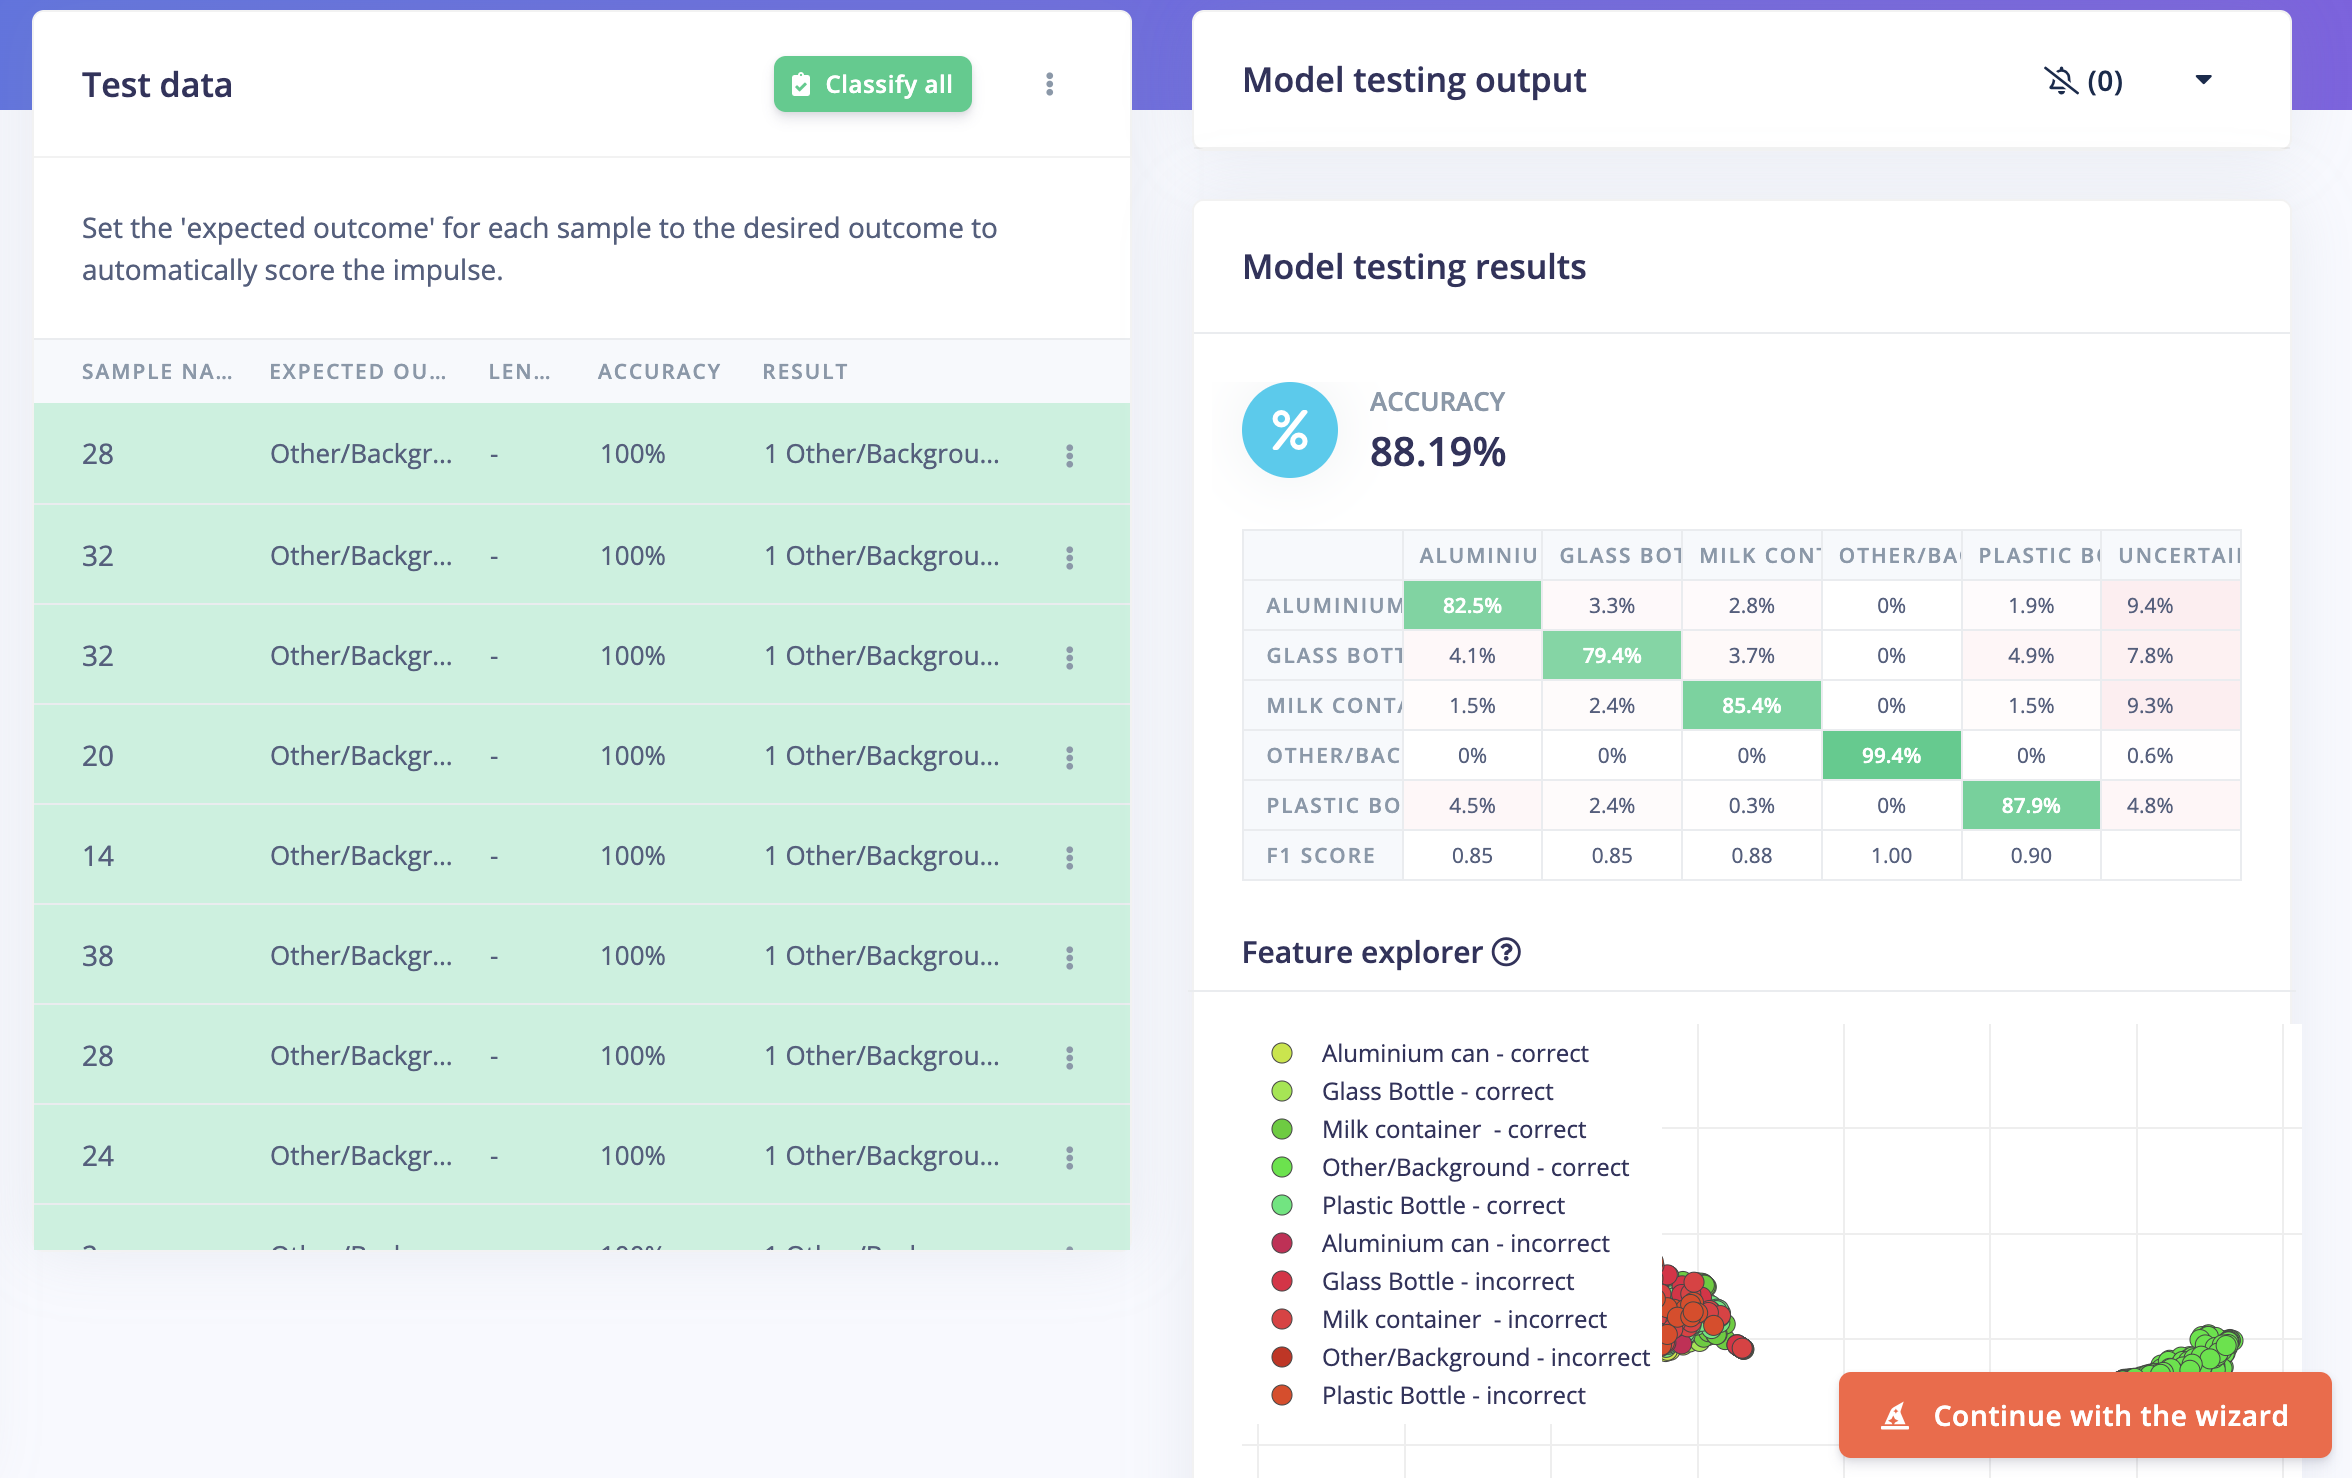 Test data
Classify all
Set the 'expected outcome' for each sample to the desired outcome to
automatically score the impulse.
SAMPLE NA... EXPECTED OU... LEN... ACCURACY RESULT
28 Other/Backgr... - 100% 1 Other/Backgrou...
32 Other/Backgr... - 100% 1 Other/Backgrou...
32 Other/Backgr... - 100% 1 Other/Backgrou...
20 Other/Backgr... - 100% 1 Other/Backgrou...
14 Other/Backgr... - 100% 1 Other/Backgrou...
38 Other/Backgr... - 100% 1 Other/Backgrou...
28 Other/Backgr... - 100% 1 Other/Backgrou...
24 Other/Backgr... - 100% 1 Other/Backgrou...
Model testing output (0)
Model testing results
%
ACCURACY
88.19%
ALUMINIU GLASS BOT MILK CONT OTHER/BA PLASTIC BO UNCERTAI
ALUMINIUM 82.5% 3.3% 2.8% 0% 1.9% 9.4%
GLASS BOTT 4.1% 79.4% 3.7% 0% 4.9% 7.8%
MILK CONTA 1.5% 2.4% 85.4% 0% 1.5% 9.3%
OTHER/BAC 0% 0% 0% 99.4% 0% 0.6%
PLASTIC BO 4.5% 2.4% 0.3% 0% 87.9% 4.8%
F1 SCORE 0.85 0.85 0.88 1.00 0.90
Feature explorer ?
Aluminium can - correct
Glass Bottle - correct
Milk container - correct
Other/Background - correct
Plastic Bottle - correct
Aluminium can - incorrect
Glass Bottle - incorrect
Milk container - incorrect
Other/Background - incorrect
Plastic Bottle - incorrect
Continue with the wizard